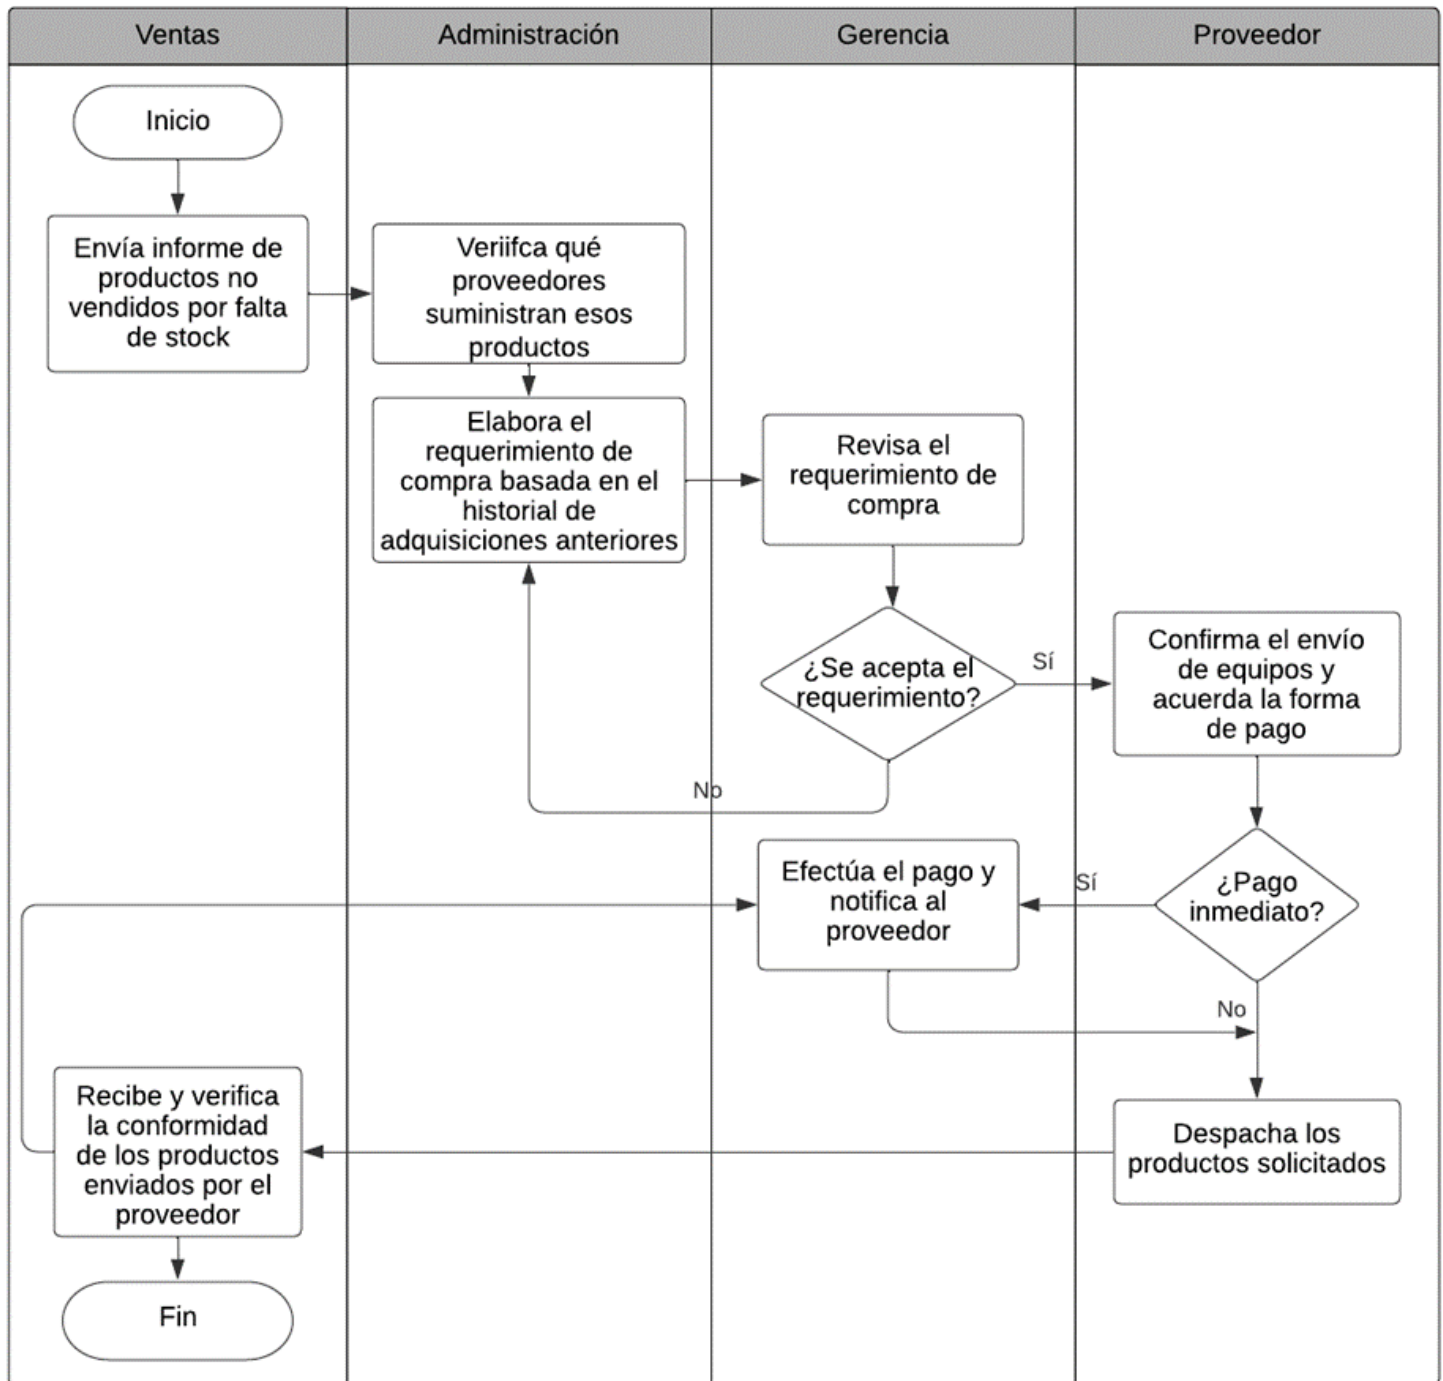 Ventas
Administración
Gerencia
Proveedor
Inicio
Envía informe de
productos no
vendidos por falta
de stock
Veriifca qué
proveedores
suministran esos
productos
Elabora el
requerimiento de
compra basada en el
historial de
adquisiciones anteriores
Revisa el
requerimiento de
compra
¿Se acepta el
requerimiento?
Sí
No
Confirma el envío
de equipos y
acuerda la forma
de pago
¿Pago
inmediato?
Sí
No
Efectúa el pago y
notifica al
proveedor
Despacha los
productos solicitados
Recibe y verifica
la conformidad
de los productos
enviados por el
proveedor
Fin